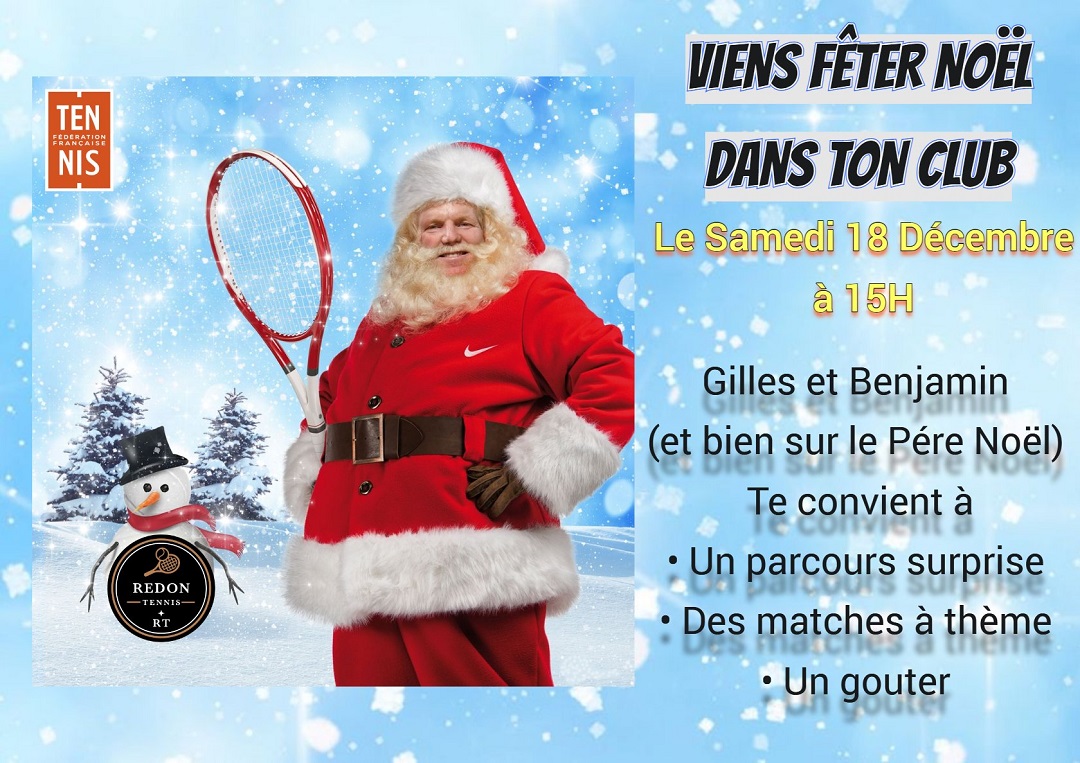 TEN
FÉDÉRATION
FRANÇAISE
NIS
REDON
TENNIS
RT
VIENS FÊTER NOËL
DANS TON CLUB
Le Samedi 18 Décembre
à 15H
Gilles et Benjamin
(et bien sur le Pére Noël)
Te convient à
• Un parcours surprise
• Des matches à thème
• Un gouter